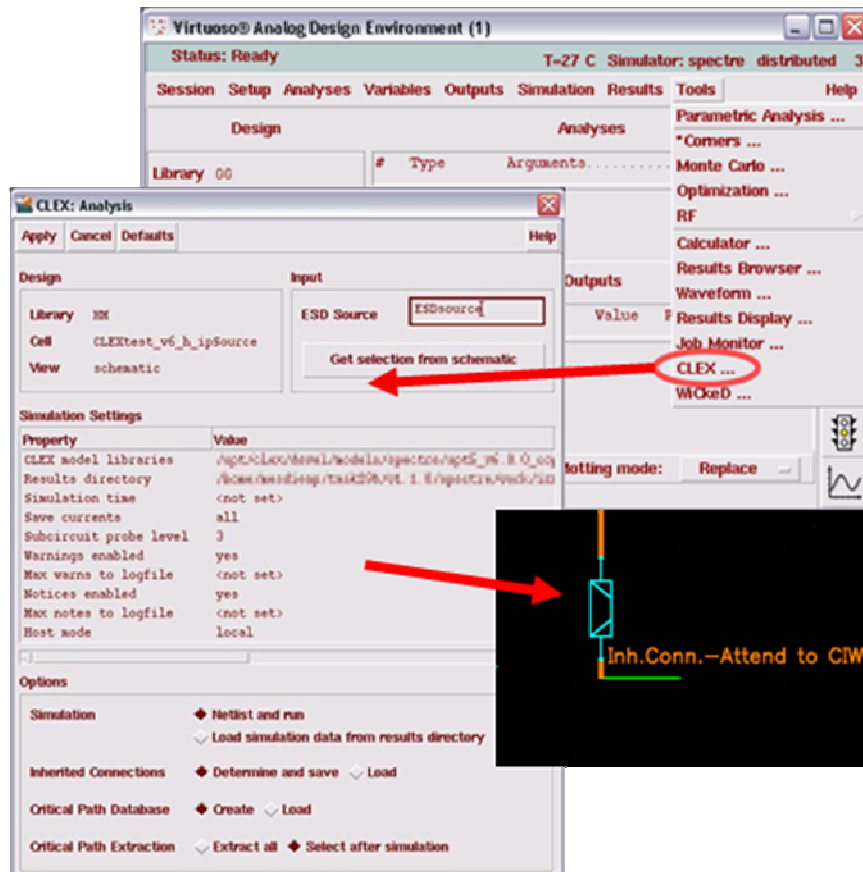 Virtuoso® Analog Design Environment (1)
Status: Ready
T=27 C Simulator: spectre distributed 3
Session Setup Analyses Variables Outputs Simulation Results Tools Help
Design
Analyses
Library GG
# Type Arguments..........
Parametric Analysis ...
*Corners ...
Monte Carlo ...
Optimization ...
RF
Calculator ...
Results Browser ...
Waveform ...
Results Display ...
Job Monitor ...
CLEX ...
WiCkeD ...
Outputs
Value
Plotting mode: Replace
CLEX: Analysis
Apply Cancel Defaults Help
Design
Library
Cell CLEXtest_v6_h_ipSource
View schematic
Input
ESD Source ESDsource
Get selection from schematic
Simulation Settings
Property Value
CLEX model libraries
Results directory
Simulation time <not set>
Save currents all
Subcircuit probe level 3
Warnings enabled yes
Max warns to logfile <not set>
Notices enabled yes
Max notes to logfile <not set>
Host mode local
Options
Simulation Netlist and run
Load simulation data from results directory
Inherited Connections Determine and save Load
Critical Path Database Create Load
Critical Path Extraction Extract all Select after simulation
Inh.Conn.-Attend to CIW